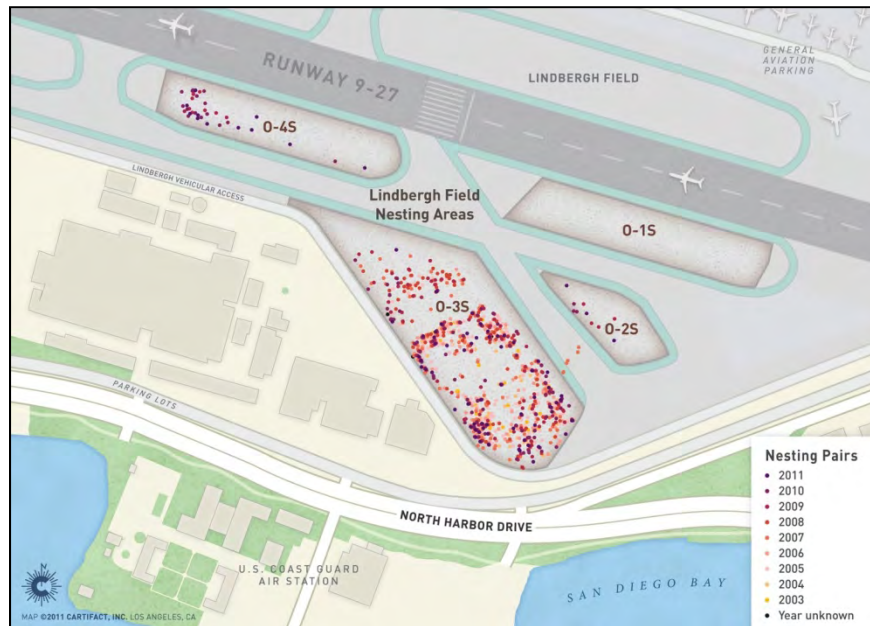 RUNWAY 9-27
LINDBERGH FIELD
GENERAL
AVIATION
PARKING
O-4S
LINDBERGH VEHICULAR ACCESS
Lindbergh Field
Nesting Areas
O-1S
O-3S
O-2S
PARKING LOTS
NORTH HARBOR DRIVE
U.S. COAST GUARD
AIR STATION
SAN DIEGO BAY
Nesting Pairs
2011
2010
2009
2008
2007
2006
2005
2004
2003
Year unknown
N
C
MAP ©2011 CARTIFACT, INC. LOS ANGELES, CA